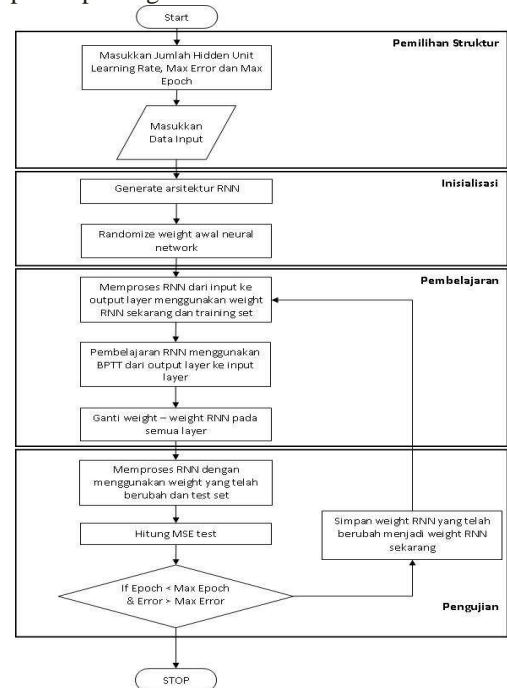 Start
Pemilihan Struktur
Masukkan Jumlah Hidden Unit
Learning Rate, Max Error dan Max
Epoch
Masukkan
Data Input
Inisialisasi
Generate arsitektur RNN
Randomize weight awal neural
network
Pembelajaran
Memproses RNN dari input ke
output layer menggunakan weight
RNN sekarang dan training set
Pembelajaran RNN menggunakan
BPTT dari output layer ke input
layer
Ganti weight – weight RNN pada
semua layer
Memproses RNN dengan
menggunakan weight yang telah
berubah dan test set
Hitung MSE test
Simpan weight RNN yang telah
berubah menjadi weight RNN
sekarang
If Epoch < Max Epoch
& Error > Max Error
Pengujian
STOP